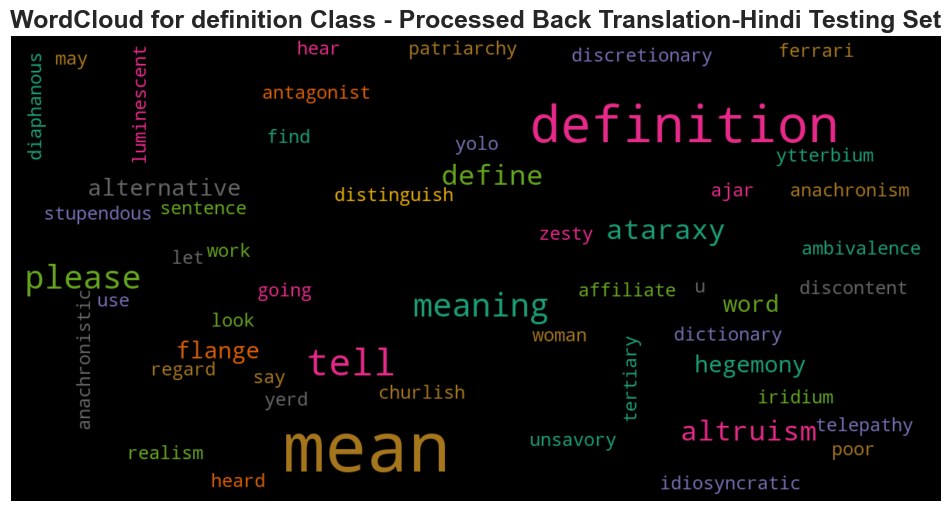 WordCloud for definition Class - Processed Back Translation-Hindi Testing Set
hear
patriarchy
ferrari
may
discretionary
diaphanous
luminescent
antagonist
definition
find
yolo
ytterbium
define
alternative
distinguish
ajar
anachronism
stupendous
sentence
zesty
ataraxy
ambivalence
let
work
please
use
going
meaning
affiliate
u
discontent
word
anachronistic
look
woman
dictionary
flange
tell
tertiary
hegemony
regard
say
yerd
churlish
iridium
mean
altruism
telepathy
realism
unsavory
poor
heard
idiosyncratic